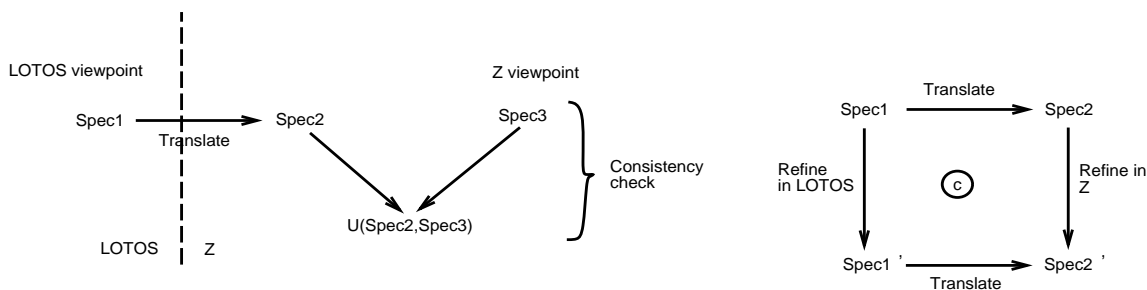 LOTOS viewpoint
Z viewpoint
Spec1
Translate
Spec2
Spec3
Consistency
check
U(Spec2,Spec3)
LOTOS
Z
Translate
Spec1
Spec2
Refine
in LOTOS
c
Refine in
Z
Spec1 '
Translate
Spec2 '